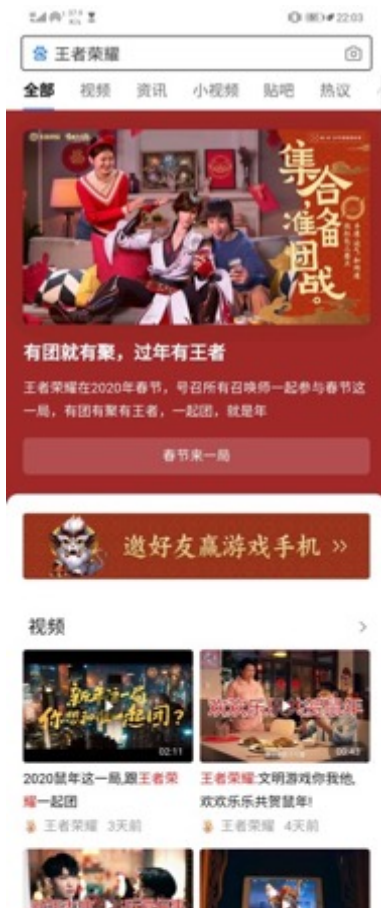 22:03
王者荣耀
全部 视频 资讯 小视频 贴吧 热议
集合,准备团战。
有团就有聚，过年有王者
王者荣耀在2020年春节，号召所有召唤师一起参与春节这
一局，有团有聚有王者，一起团，就是年
春节来一局
邀好友赢游戏手机 »
视频
02:11
00:43
2020鼠年这一局,跟王者荣
耀一起团
王者荣耀:文明游戏你我他,
欢欢乐乐共贺鼠年!
王者荣耀 3天前
王者荣耀 4天前